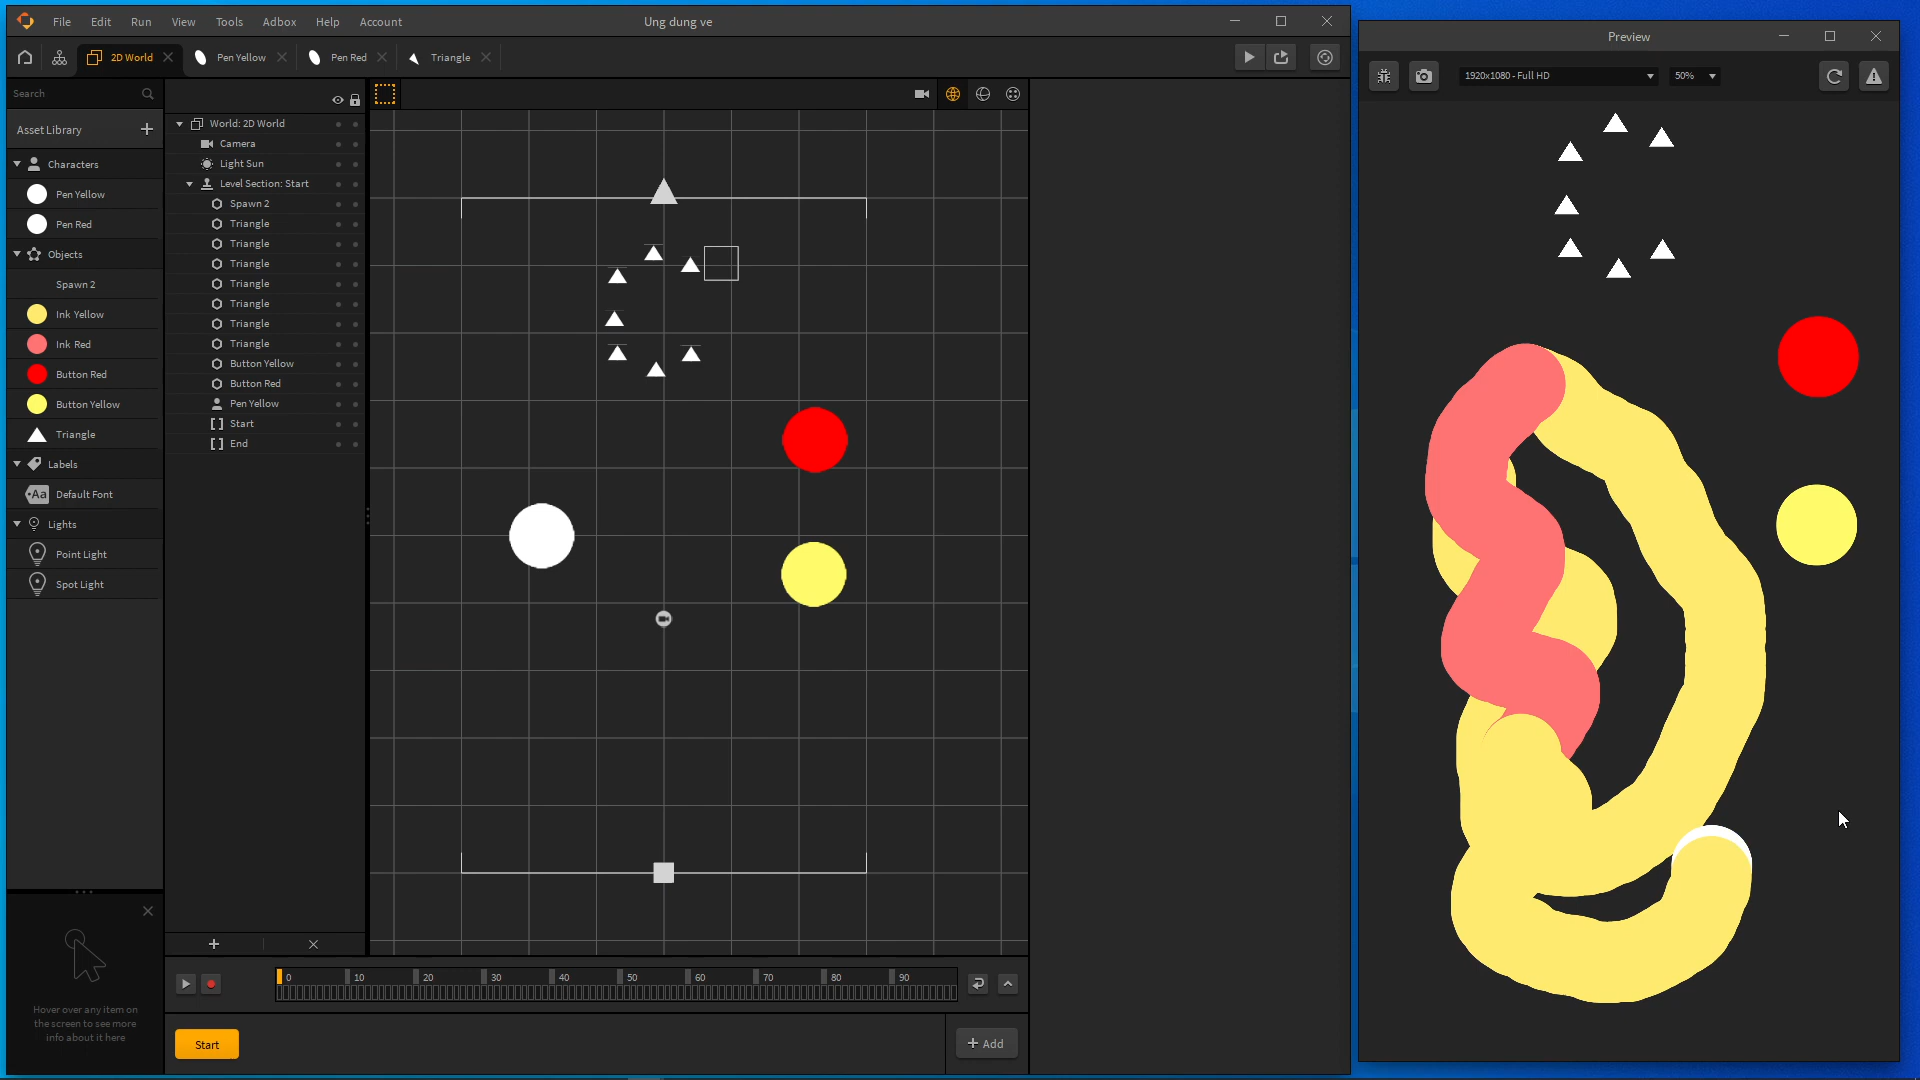 File Edit Run View Tools Adbox Help Account
Ung dung ve
2D World Pen Yellow Pen Red Triangle
Search
Asset Library
Characters
Pen Yellow
Pen Red
Objects
Spawn 2
Ink Yellow
Ink Red
Button Red
Button Yellow
Triangle
Labels
Aa Default Font
Lights
Point Light
Spot Light
Hover over any item on
the screen to see more
info about it here
World: 2D World
Camera
Light Sun
Level Section: Start
Spawn 2
Triangle
Triangle
Triangle
Triangle
Triangle
Triangle
Triangle
Button Yellow
Button Red
Pen Yellow
Start
End
0 10 20 30 40 50 60 70 80 90
Start
Add
Preview
1920x1080 - Full HD 50%